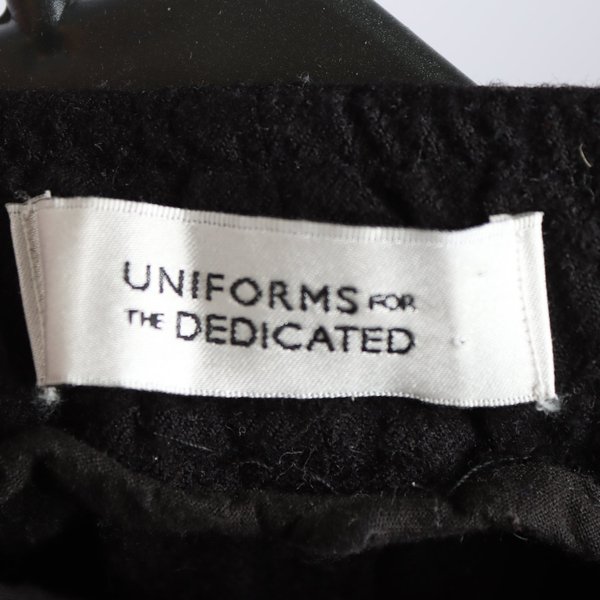 UNIFORMS FOR
THE DEDICATED